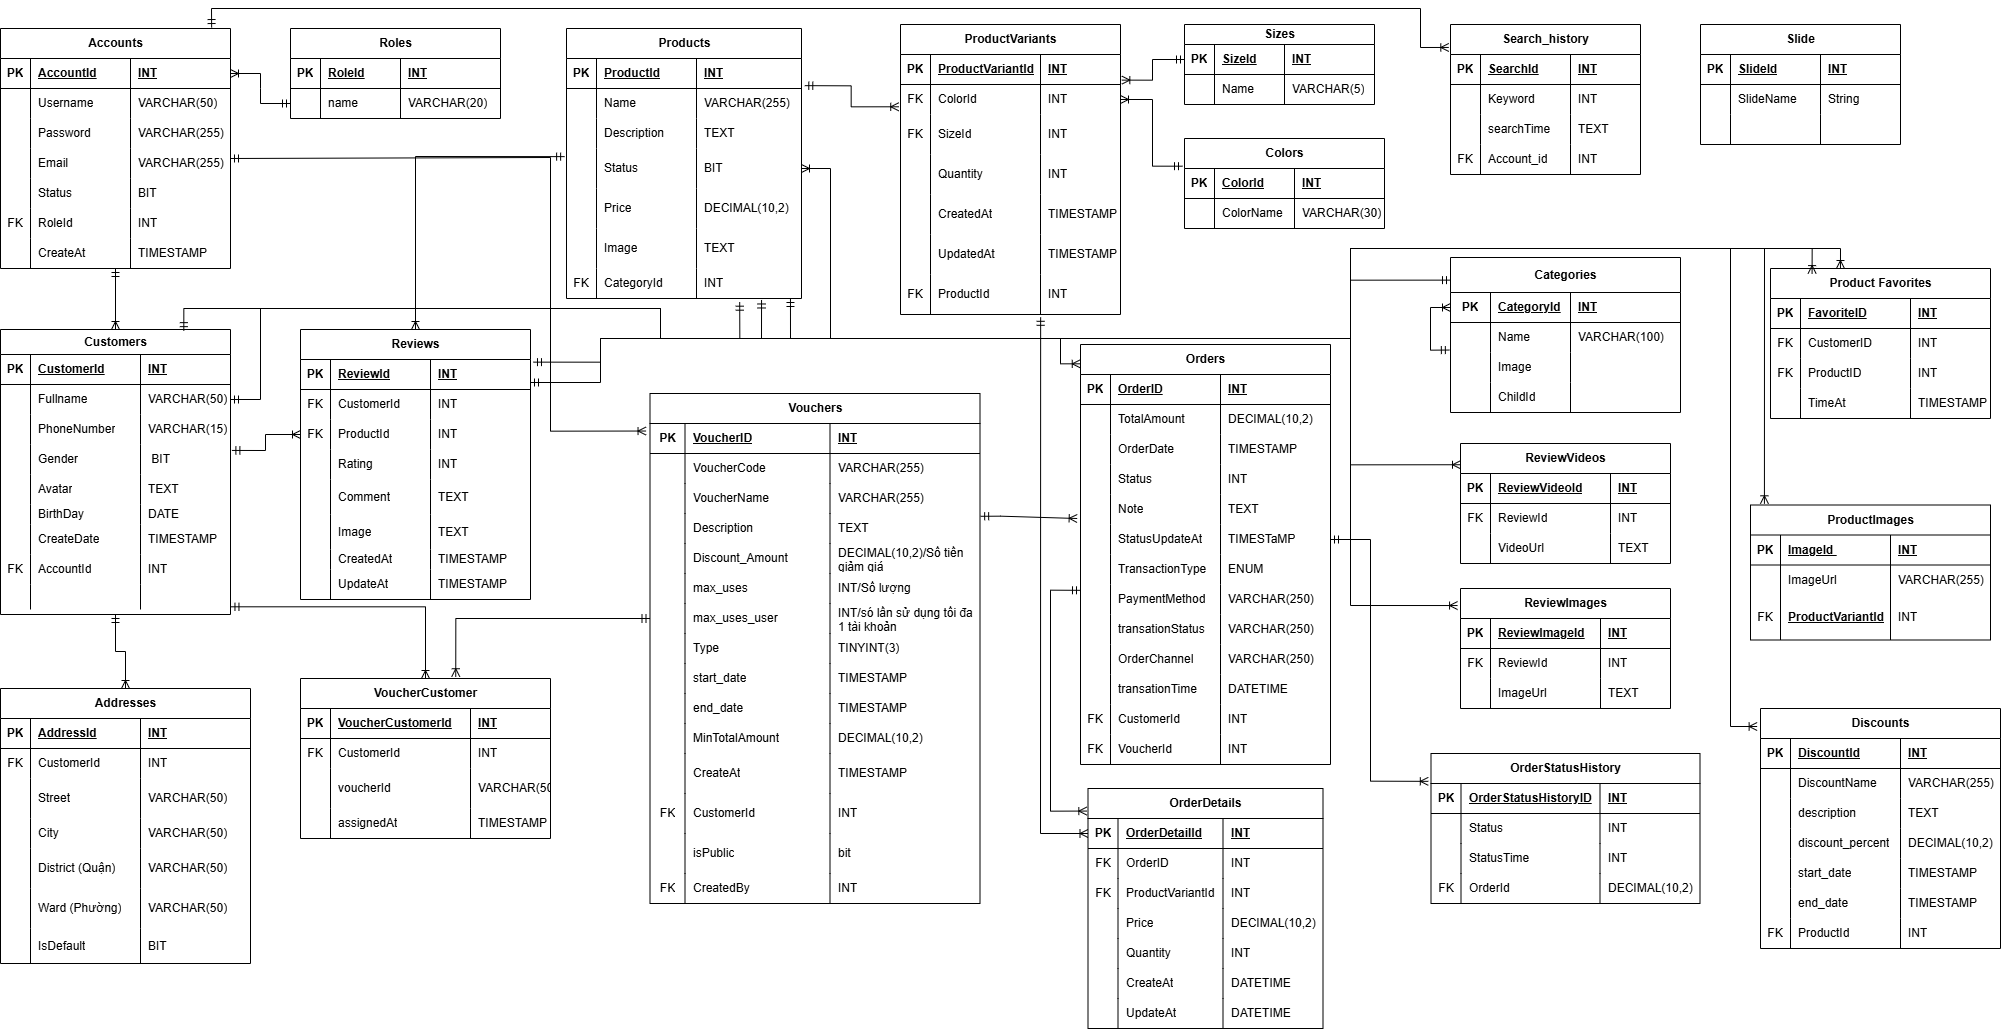 Accounts
PK AccountId INT
Username VARCHAR(50)
Password VARCHAR(255)
Email VARCHAR(255)
Status BIT
FK RoleId INT
CreateAt TIMESTAMP
Roles
PK RoleId INT
name VARCHAR(20)
Products
PK ProductId INT
Name VARCHAR(255)
Description TEXT
Status BIT
Price DECIMAL(10,2)
Image TEXT
FK CategoryId INT
ProductVariants
PK ProductVariantId INT
FK ColorId INT
FK SizeId INT
Quantity INT
CreatedAt TIMESTAMP
UpdatedAt TIMESTAMP
FK ProductId INT
Sizes
PK SizeId INT
Name VARCHAR(5)
Colors
PK ColorId INT
ColorName VARCHAR(30)
Search_history
PK SearchId INT
Keyword INT
searchTime TEXT
FK Account_id INT
Slide
PK SlideId INT
SlideName String
Categories
PK CategoryId INT
Name VARCHAR(100)
Image
ChildId
Product Favorites
PK FavoriteID INT
FK CustomerID INT
FK ProductID INT
TimeAt TIMESTAMP
Customers
PK CustomerId INT
Fullname VARCHAR(50)
PhoneNumber VARCHAR(15)
Gender BIT
Avatar TEXT
BirthDay DATE
CreateDate TIMESTAMP
FK AccountId INT
Reviews
PK ReviewId INT
FK CustomerId INT
FK ProductId INT
Rating INT
Comment TEXT
Image TEXT
CreatedAt TIMESTAMP
UpdateAt TIMESTAMP
Vouchers
PK VoucherID INT
VoucherCode VARCHAR(255)
VoucherName VARCHAR(255)
Description TEXT
Discount_Amount DECIMAL(10,2)/Số tiền
giảm giá
max_uses INT/Số lượng
max_uses_user INT/số lần sử dụng tối đa
1 tài khoản
Type TINYINT(3)
start_date TIMESTAMP
end_date TIMESTAMP
MinTotalAmount DECIMAL(10,2)
CreateAt TIMESTAMP
FK CustomerId INT
isPublic bit
FK CreatedBy INT
Orders
PK OrderID INT
TotalAmount DECIMAL(10,2)
OrderDate TIMESTAMP
Status INT
Note TEXT
StatusUpdateAt TIMESTaMP
TransactionType ENUM
PaymentMethod VARCHAR(250)
transationStatus VARCHAR(250)
OrderChannel VARCHAR(250)
transationTime DATETIME
FK CustomerId INT
FK VoucherId INT
ReviewVideos
PK ReviewVideoId INT
FK ReviewId INT
VideoUrl TEXT
ProductImages
PK ImageId INT
ImageUrl VARCHAR(255)
FK ProductVariantId INT
ReviewImages
PK ReviewImageId INT
FK ReviewId INT
ImageUrl TEXT
Addresses
PK AddressId INT
FK CustomerId INT
Street VARCHAR(50)
City VARCHAR(50)
District (Quận) VARCHAR(50)
Ward (Phường) VARCHAR(50)
IsDefault BIT
VoucherCustomer
PK VoucherCustomerId INT
FK CustomerId INT
voucherId VARCHAR(50
assignedAt TIMESTAMP
OrderDetails
PK OrderDetailId INT
FK OrderID INT
FK ProductVariantId INT
Price DECIMAL(10,2)
Quantity INT
CreateAt DATETIME
UpdateAt DATETIME
OrderStatusHistory
PK OrderStatusHistoryID INT
Status INT
StatusTime INT
FK OrderId DECIMAL(10,2)
Discounts
PK DiscountId INT
DiscountName VARCHAR(255)
description TEXT
discount_percent DECIMAL(10,2)
start_date TIMESTAMP
end_date TIMESTAMP
FK ProductId INT